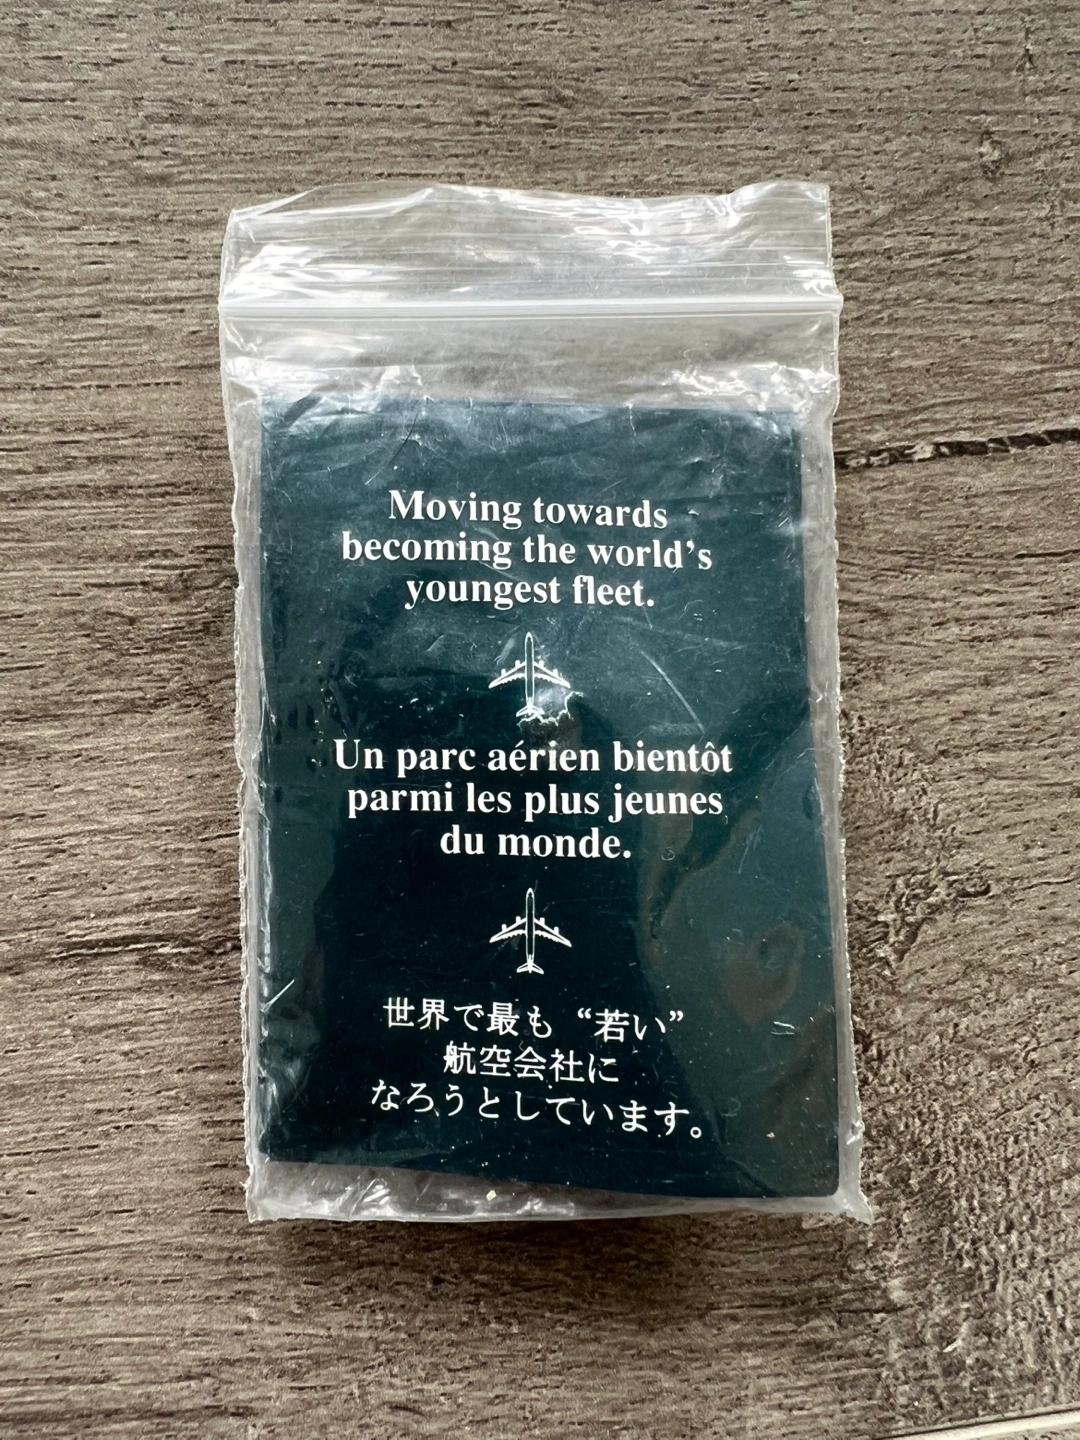 Moving towards
becoming the world's
youngest fleet.
Un parc aérien bientôt
parmi les plus jeunes
du monde.
世界で最も“若い”
航空会社に
なろうとしています。